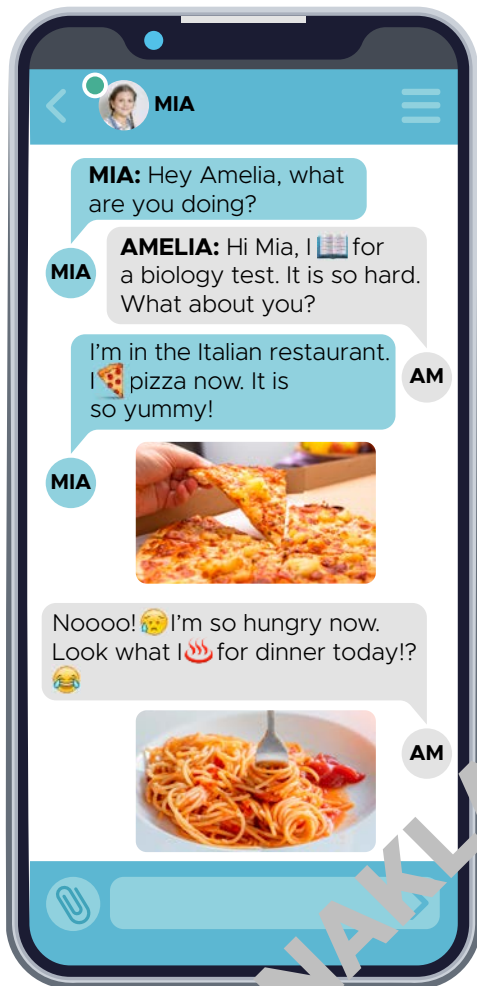 MIA
MIA: Hey Amelia, what
are you doing?
MIA
AMELIA: Hi Mia, I 📖 for
a biology test. It is so hard.
What about you?
AM
I'm in the Italian restaurant.
I 🍕 pizza now. It is
so yummy!
MIA
Noooo! 😥 I'm so hungry now.
Look what I ♨ for dinner today!?
😂
AM